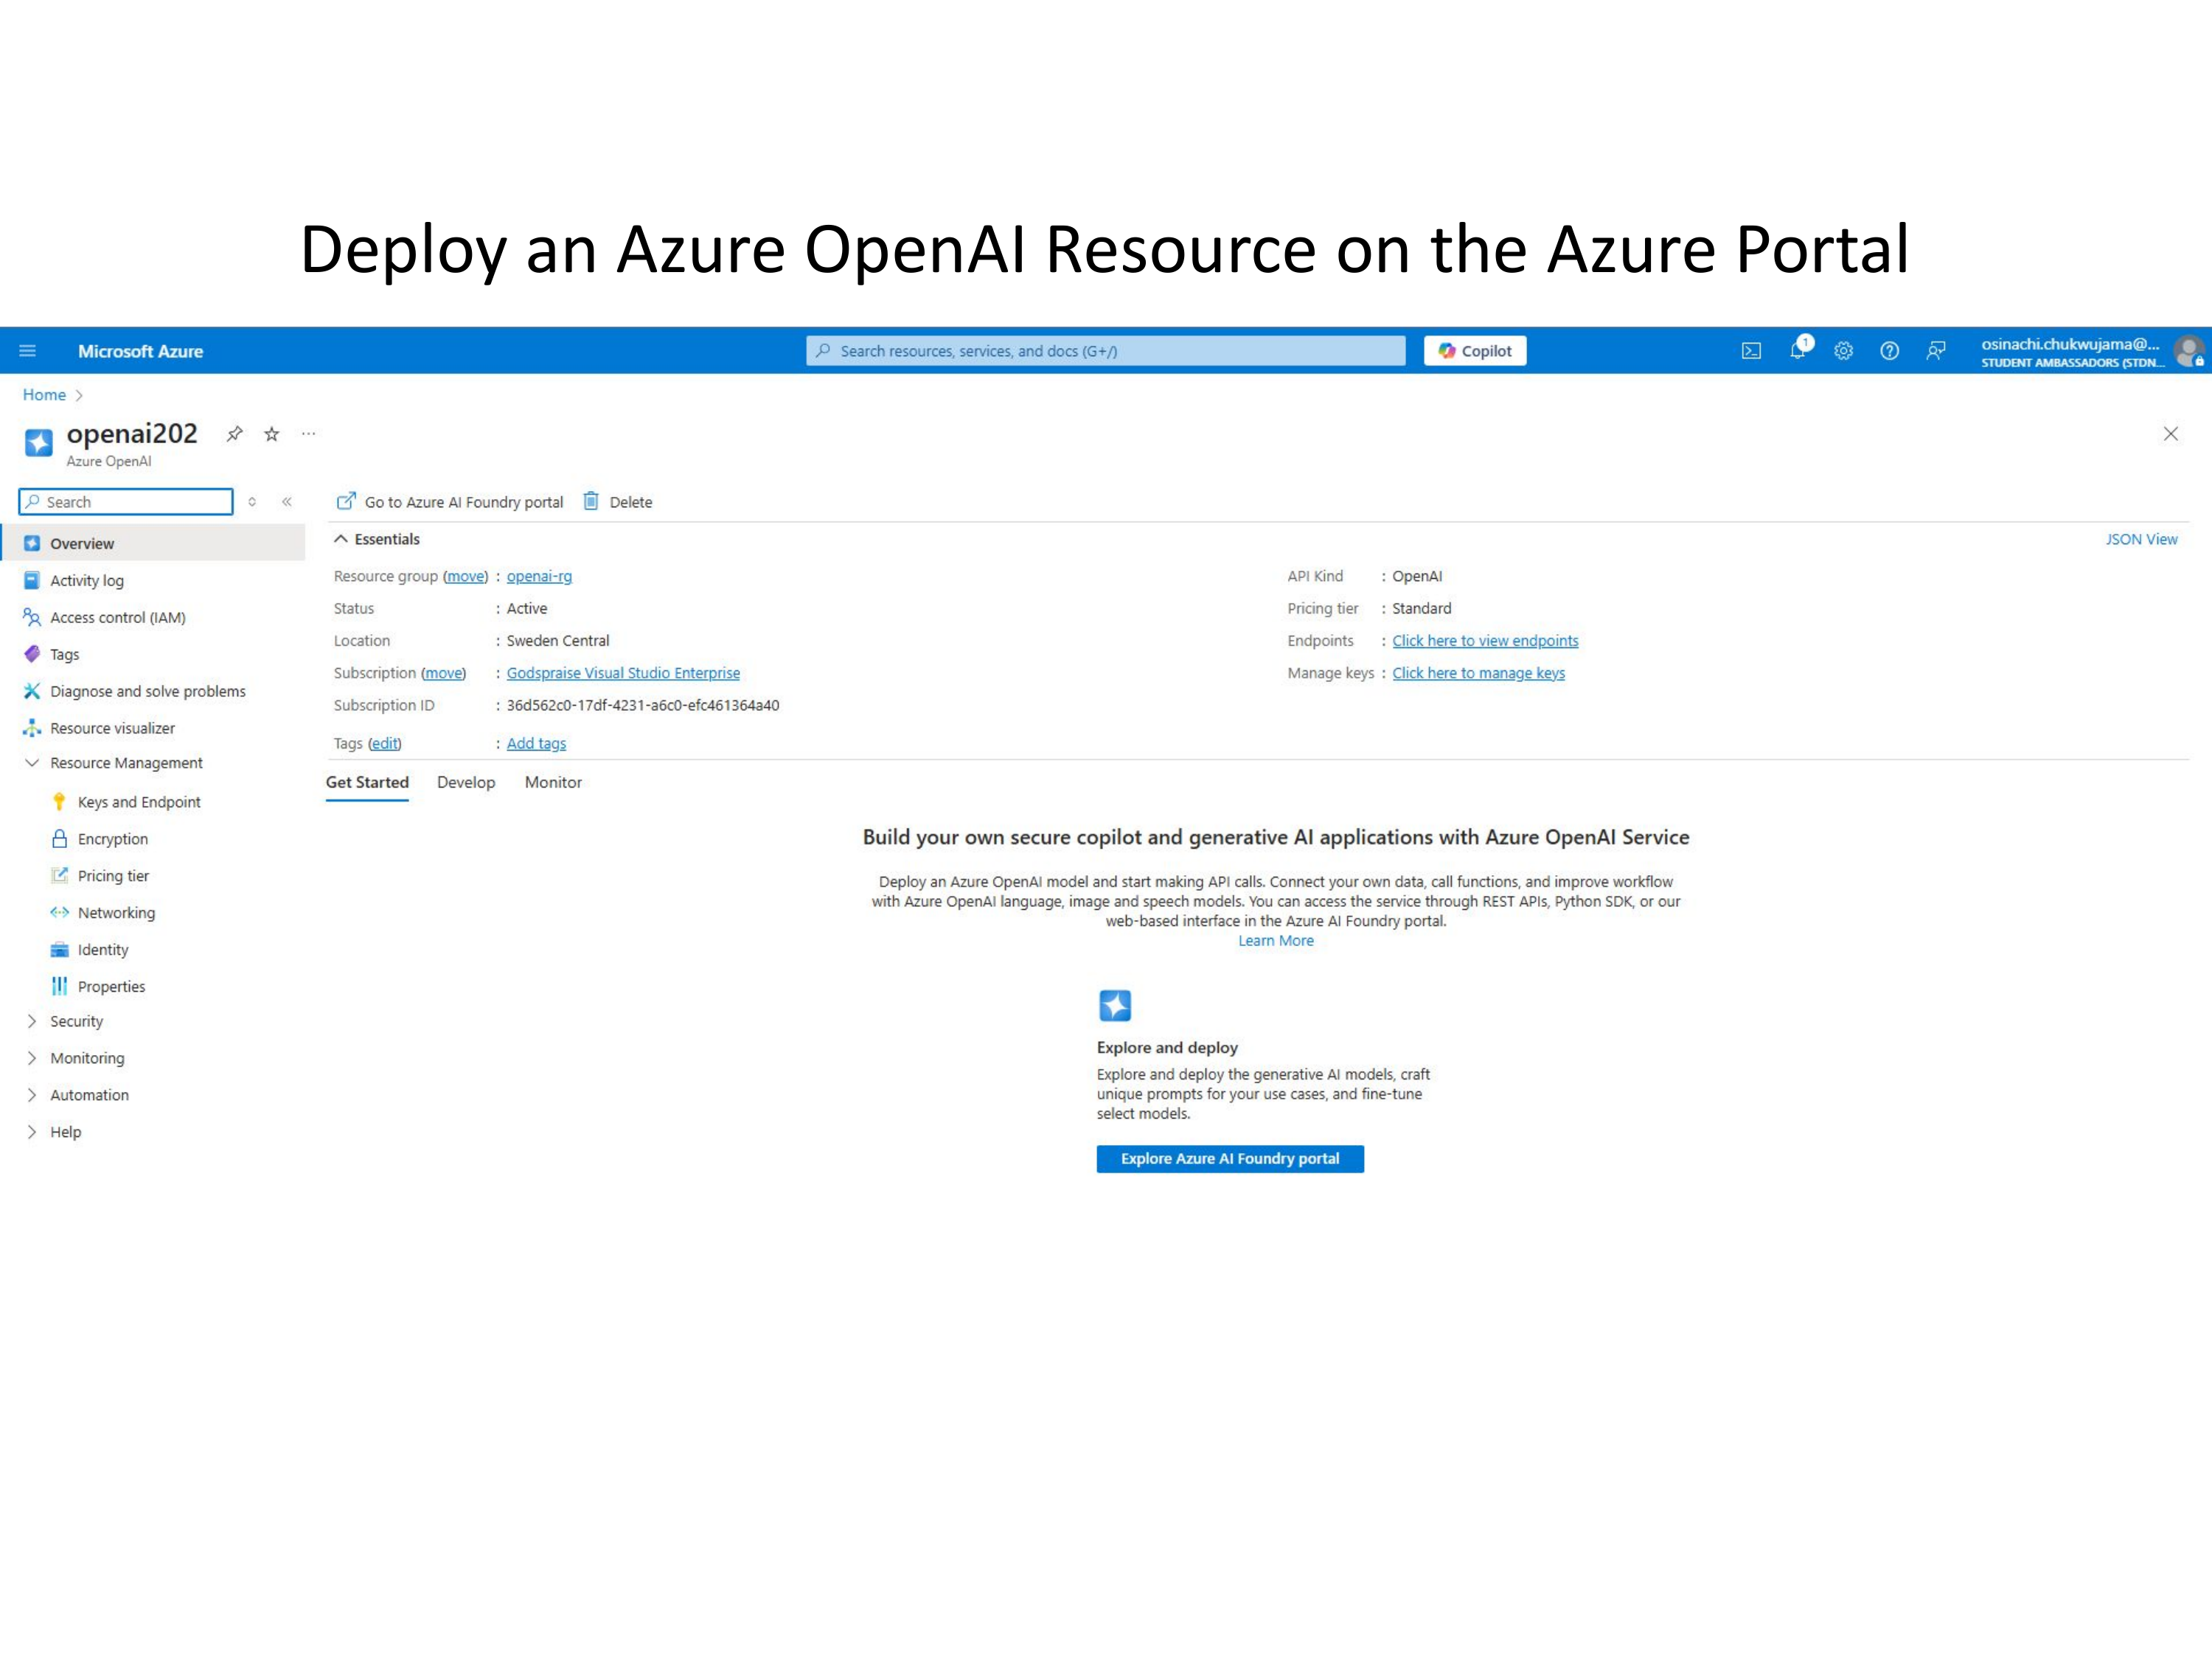 Deploy an Azure OpenAI Resource on the Azure Portal
Microsoft Azure
Search resources, services, and docs (G+/)
Copilot
1
osinachi.chukwujama@...
STUDENT AMBASSADORS (STDN...
Home >
openai202
Azure OpenAI
Search
Overview
Activity log
Access control (IAM)
Tags
Diagnose and solve problems
Resource visualizer
Resource Management
Keys and Endpoint
Encryption
Pricing tier
Networking
Identity
Properties
Security
Monitoring
Automation
Help
Go to Azure AI Foundry portal Delete
Essentials
JSON View
Resource group (move) : openai-rg
Status : Active
Location : Sweden Central
Subscription (move) : Godspraise Visual Studio Enterprise
Subscription ID : 36d562c0-17df-4231-a6c0-efc461364a40
Tags (edit) : Add tags
API Kind : OpenAI
Pricing tier : Standard
Endpoints : Click here to view endpoints
Manage keys : Click here to manage keys
Get Started Develop Monitor
Build your own secure copilot and generative AI applications with Azure OpenAI Service
Deploy an Azure OpenAI model and start making API calls. Connect your own data, call functions, and improve workflow
with Azure OpenAI language, image and speech models. You can access the service through REST APIs, Python SDK, or our
web-based interface in the Azure AI Foundry portal.
Learn More
Explore and deploy
Explore and deploy the generative AI models, craft
unique prompts for your use cases, and fine-tune
select models.
Explore Azure AI Foundry portal